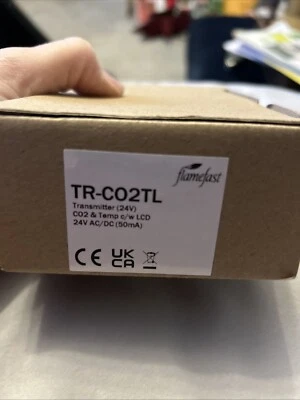 flamefast
TR-CO2TL
Transmitter (24V)
CO2 & Temp c/w LCD
24V AC/DC (50mA)
CE UK
CA